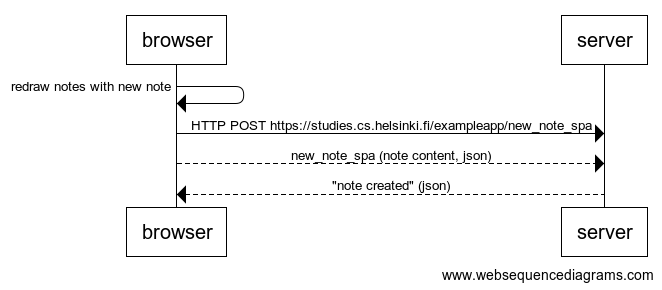 browser
server
redraw notes with new note
HTTP POST https://studies.cs.helsinki.fi/exampleapp/new_note_spa
new_note_spa (note content, json)
"note created" (json)
browser
server
www.websequencediagrams.com